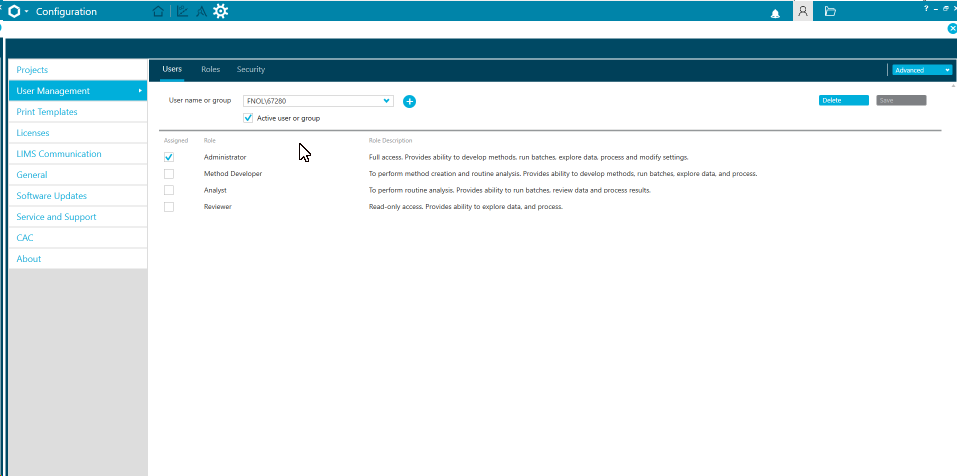 Configuration
?
Projects
User Management
Print Templates
Licenses
LIMS Communication
General
Software Updates
Service and Support
CAC
About
Users Roles Security
Advanced
User name or group FNOL\67280
Delete Save
Active user or group
Assigned Role Role Description
Administrator Full access. Provides ability to develop methods, run batches, explore data, process and modify settings.
Method Developer To perform method creation and routine analysis. Provides ability to develop methods, run batches, explore data, and process.
Analyst To perform routine analysis. Provides ability to run batches, review data and process results.
Reviewer Read-only access. Provides ability to explore data, and process.